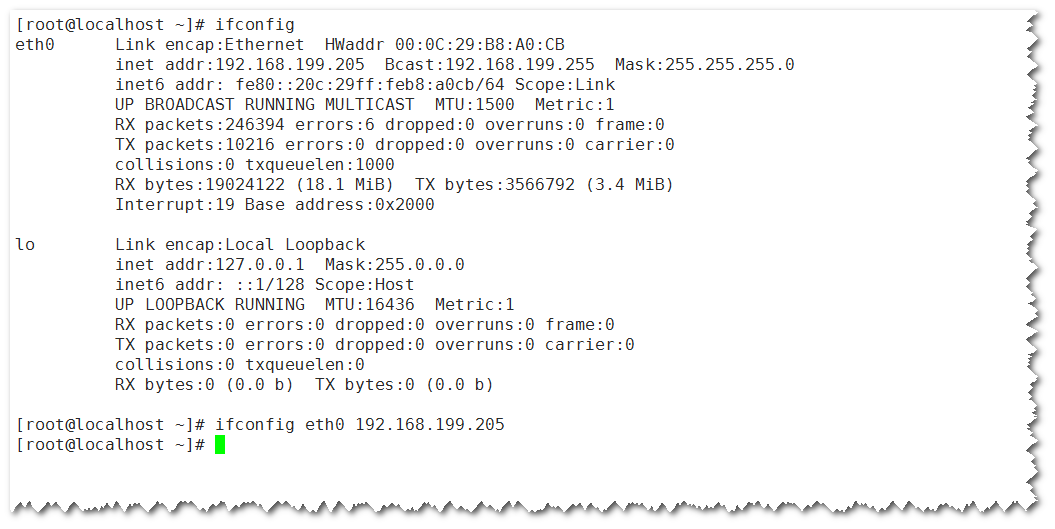 [root@localhost ~]# ifconfig
eth0      Link encap:Ethernet  HWaddr 00:0C:29:B8:A0:CB
          inet addr:192.168.199.205  Bcast:192.168.199.255  Mask:255.255.255.0
          inet6 addr: fe80::20c:29ff:feb8:a0cb/64 Scope:Link
          UP BROADCAST RUNNING MULTICAST  MTU:1500  Metric:1
          RX packets:246394 errors:6 dropped:0 overruns:0 frame:0
          TX packets:10216 errors:0 dropped:0 overruns:0 carrier:0
          collisions:0 txqueuelen:1000
          RX bytes:19024122 (18.1 MiB)  TX bytes:3566792 (3.4 MiB)
          Interrupt:19 Base address:0x2000
lo        Link encap:Local Loopback
          inet addr:127.0.0.1  Mask:255.0.0.0
          inet6 addr: ::1/128 Scope:Host
          UP LOOPBACK RUNNING  MTU:16436  Metric:1
          RX packets:0 errors:0 dropped:0 overruns:0 frame:0
          TX packets:0 errors:0 dropped:0 overruns:0 carrier:0
          collisions:0 txqueuelen:0
          RX bytes:0 (0.0 b)  TX bytes:0 (0.0 b)
[root@localhost ~]# ifconfig eth0 192.168.199.205
[root@localhost ~]#